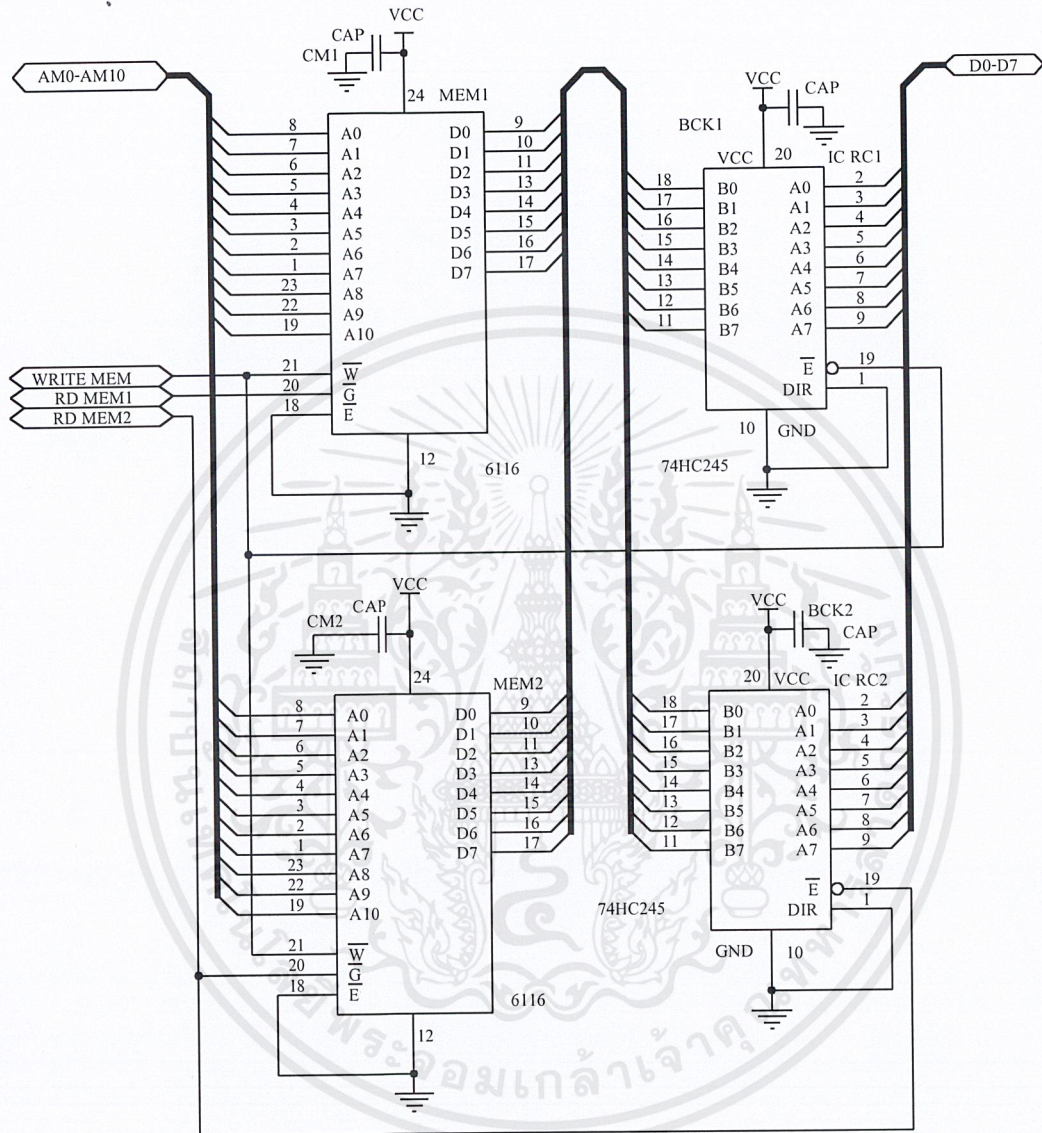 VCC
CAP
CM1
AM0-AM10
24
MEM1
8 A0 D0 9
7 A1 D1 10
6 A2 D2 11
5 A3 D3 13
4 A4 D4 14
3 A5 D5 15
2 A6 D6 16
1 A7 D7 17
23 A8
22 A9
19 A10
21 W
20 G
18 E
12
6116
WRITE MEM
RD MEM1
RD MEM2
D0-D7
VCC
CAP
BCK1
VCC 20 IC RC1
18 B0 A0 2
17 B1 A1 3
16 B2 A2 4
15 B3 A3 5
14 B4 A4 6
13 B5 A5 7
12 B6 A6 8
11 B7 A7 9
E 19
DIR 1
10 GND
74HC245
VCC
CAP
CM2
24
MEM2
8 A0 D0 9
7 A1 D1 10
6 A2 D2 11
5 A3 D3 13
4 A4 D4 14
3 A5 D5 15
2 A6 D6 16
1 A7 D7 17
23 A8
22 A9
19 A10
21 W
20 G
18 E
12
6116
VCC
BCK2
CAP
20 VCC IC RC2
18 B0 A0 2
17 B1 A1 3
16 B2 A2 4
15 B3 A3 5
14 B4 A4 6
13 B5 A5 7
12 B6 A6 8
11 B7 A7 9
E 19
DIR 1
74HC245
GND 10